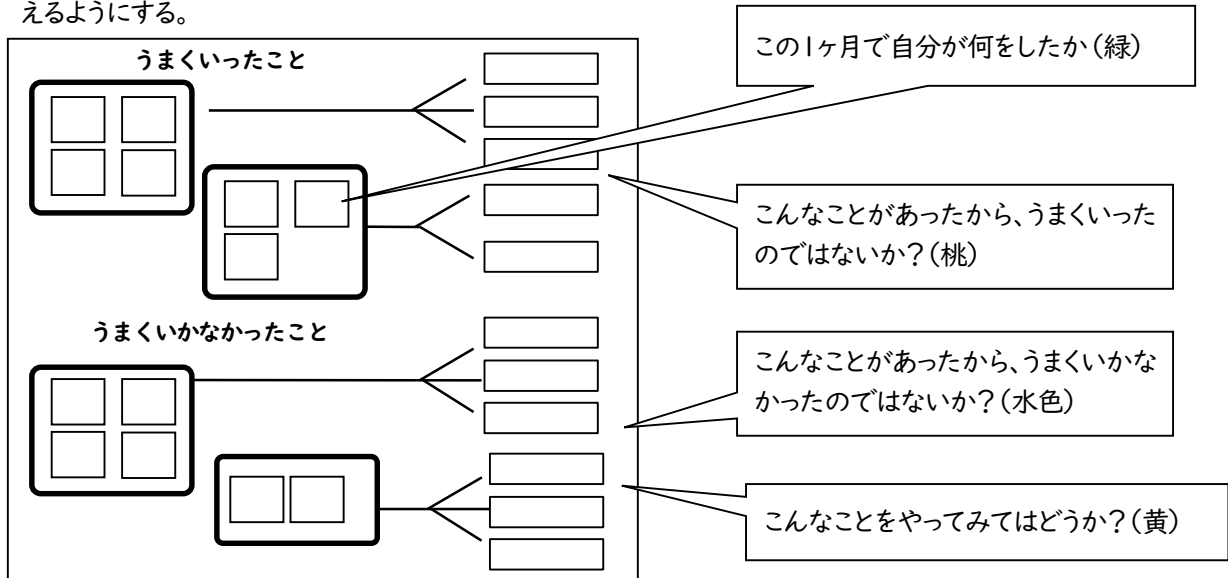 えるようにする。
うまくいったこと
この1ヶ月で自分が何をしたか(緑)
こんなことがあったから、うまくいった
のではないか?(桃)
うまくいかなかったこと
こんなことがあったから、うまくいかな
かったのではないか?(水色)
こんなことをやってみてはどうか?(黄)